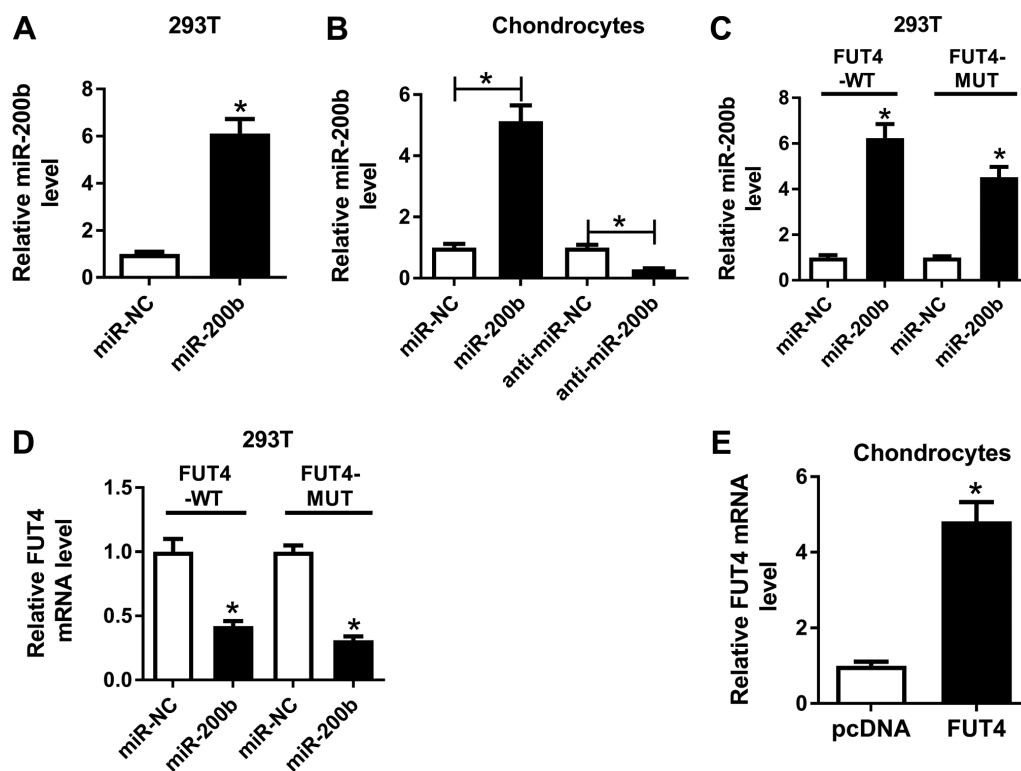 A
293T
Relative miR-200b
level
8
6
4
2
0
*
miR-NC
miR-200b
B
Chondrocytes
Relative miR-200b
level
6
4
2
0
*
*
miR-NC
miR-200b
anti-miR-NC
anti-miR-200b
C
293T
FUT4
-WT
FUT4-
MUT
Relative miR-200b
level
8
6
4
2
0
*
*
miR-NC
miR-200b
miR-NC
miR-200b
D
293T
FUT4
-WT
FUT4-
MUT
Relative FUT4
mRNA level
1.5
1.0
0.5
0.0
*
*
miR-NC
miR-200b
miR-NC
miR-200b
E
Chondrocytes
Relative FUT4 mRNA
level
6
4
2
0
*
pcDNA
FUT4